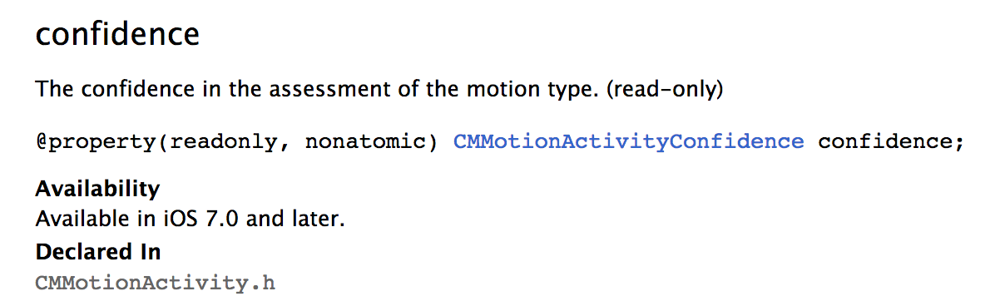 confidence
The confidence in the assessment of the motion type. (read-only)
@property(readonly, nonatomic) CMMotionActivityConfidence confidence;
Availability
Available in iOS 7.0 and later.
Declared In
CMMotionActivity.h